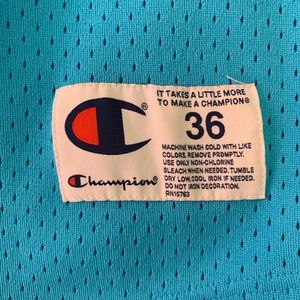 IT TAKES A LITTLE MORE
TO MAKE A CHAMPION®
®
36
MACHINE WASH COLD WITH LIKE
COLORS. REMOVE PROMPTLY.
USE ONLY NON-CHLORINE
BLEACH WHEN NEEDED. TUMBLE
DRY LOW, COOL IRON IF NEEDED.
DO NOT IRON DECORATION.
RN15763
Champion®